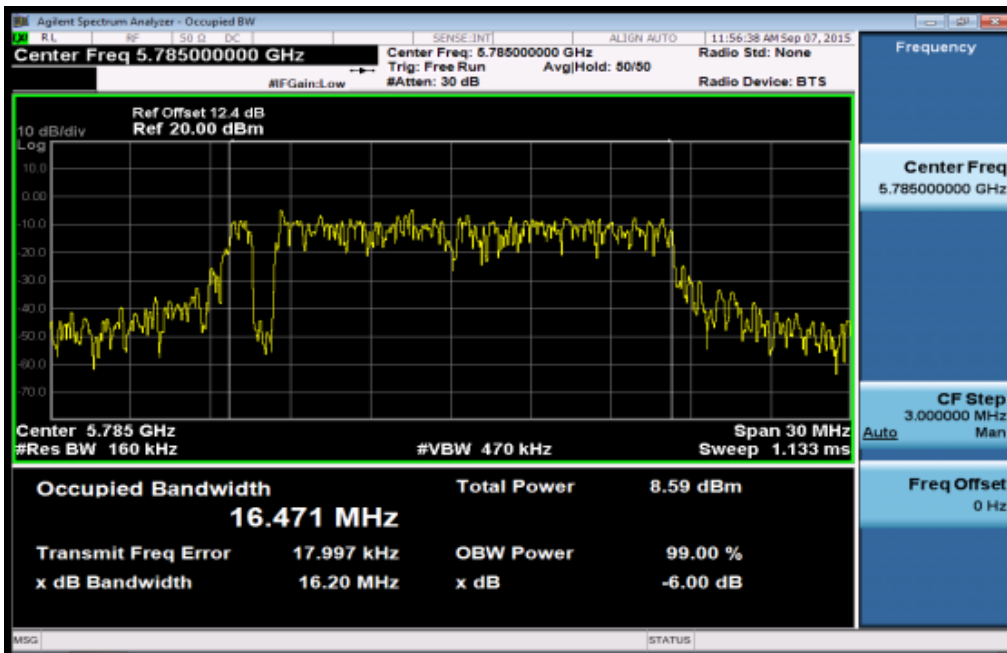 Agilent Spectrum Analyzer - Occupied BW
RL RF 50 Ω DC SENSE:INT ALIGN AUTO 11:56:38 AM Sep 07, 2015
Center Freq 5.785000000 GHz
Center Freq: 5.785000000 GHz
Radio Std: None
Trig: Free Run
Avg|Hold: 50/50
#IFGain:Low
#Atten: 30 dB
Radio Device: BTS
Ref Offset 12.4 dB
10 dB/div
Ref 20.00 dBm
Log
10.0
0.00
-10.0
-20.0
-30.0
-40.0
-50.0
-60.0
-70.0
Center 5.785 GHz
Span 30 MHz
#Res BW 160 kHz
#VBW 470 kHz
Sweep 1.133 ms
Occupied Bandwidth
Total Power
8.59 dBm
16.471 MHz
Transmit Freq Error
17.997 kHz
OBW Power
99.00 %
x dB Bandwidth
16.20 MHz
x dB
-6.00 dB
MSG
STATUS
Frequency
Center Freq
5.785000000 GHz
CF Step
3.000000 MHz
Auto
Man
Freq Offset
0 Hz